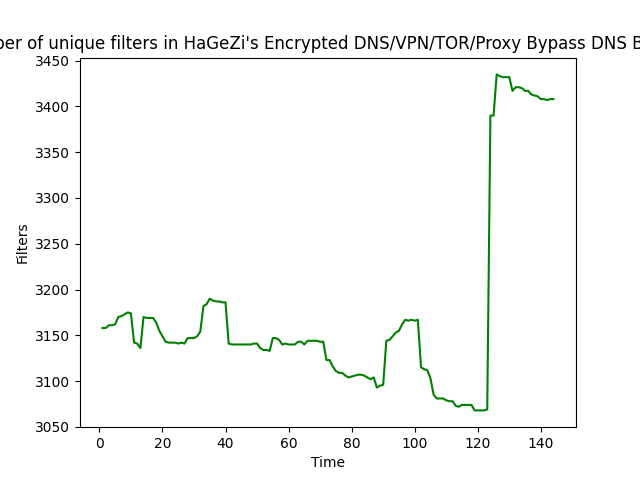 ber of unique filters in HaGeZi's Encrypted DNS/VPN/TOR/Proxy Bypass DNS B
3450
3400
3350
3300
3250
3200
3150
3100
3050
Filters
0 20 40 60 80 100 120 140
Time